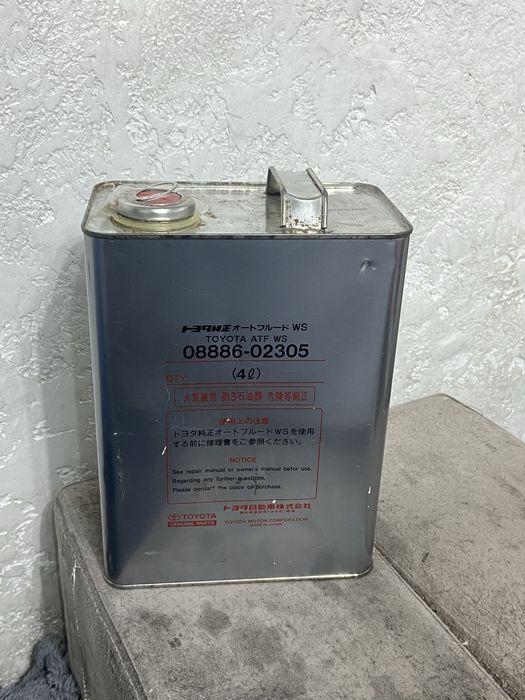 トヨタ純正オートフルード WS
TOYOTA ATF WS
08886-02305
QTY: (4ℓ)
火気厳禁 第3石油類 危険等級Ⅲ
使用上の注意
トヨタ純正オートフルードWSを使用
する前に修理書をご参照ください。
NOTICE
See repair manual or owner's manual befor use.
Regarding any further questions,
Please contact the place of purchase.
TOYOTA
GENUINE PARTS
トヨタ自動車株式会社
TOYOTA MOTOR CORPORATION
MADE IN JAPAN